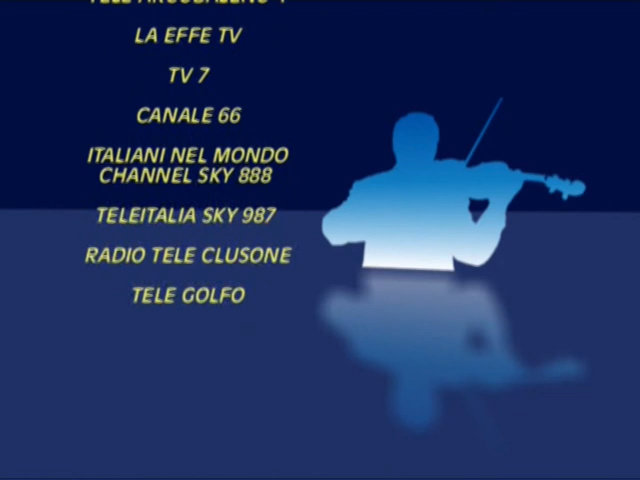 LA EFFE TV
TV 7
CANALE 66
ITALIANI NEL MONDO
CHANNEL SKY 888
TELEITALIA SKY 987
RADIO TELE CLUSONE
TELE GOLFO